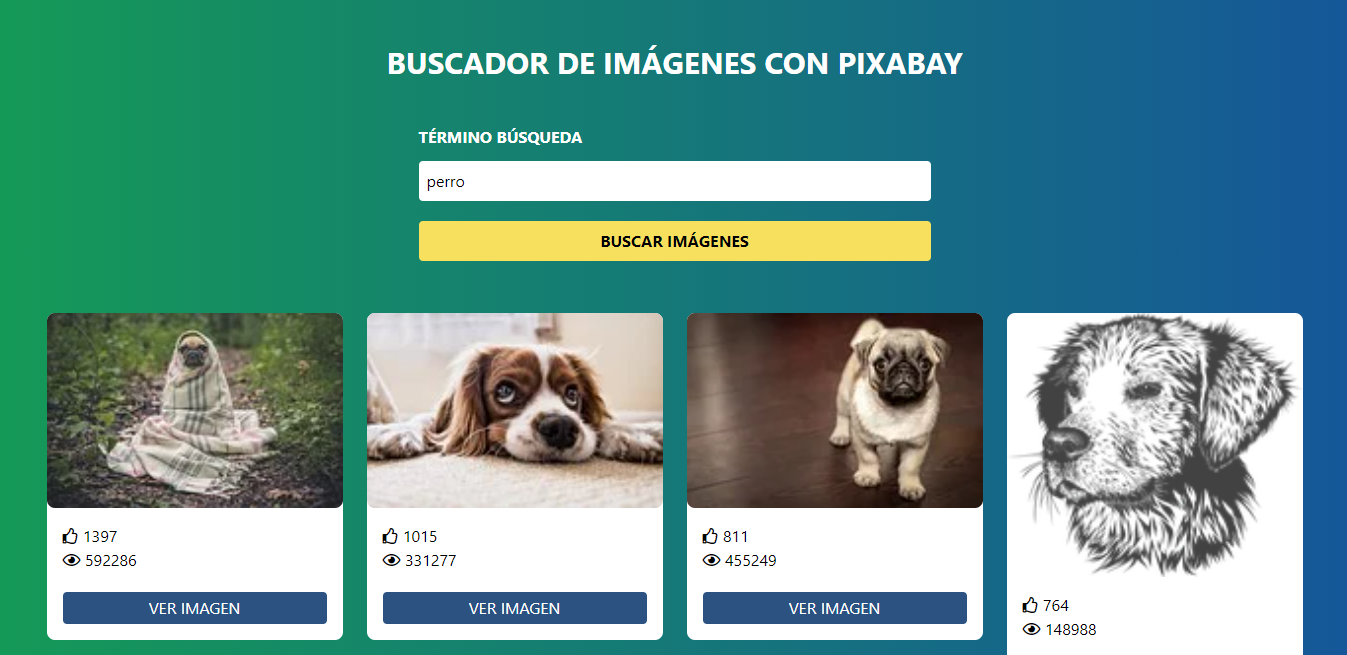 BUSCADOR DE IMÁGENES CON PIXABAY
TÉRMINO BÚSQUEDA
perro
BUSCAR IMÁGENES
1397
592286
VER IMAGEN
1015
331277
VER IMAGEN
811
455249
VER IMAGEN
764
148988